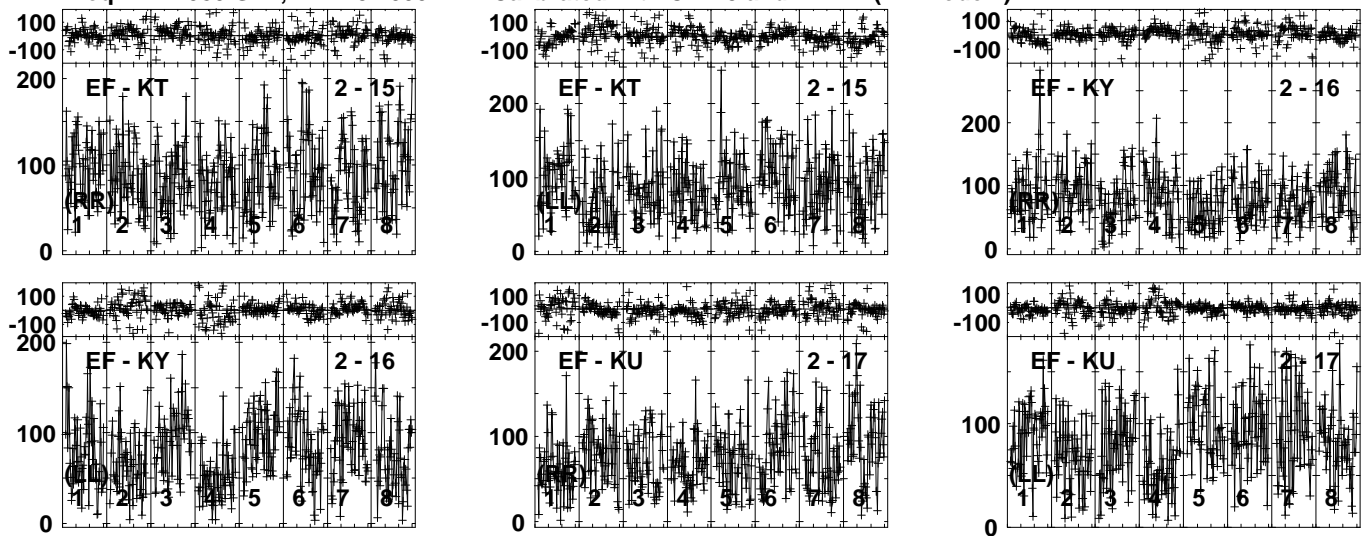 100 100 100
-100 -100 -100
200 EF - KT 2 - 15 200 EF - KT 2 - 15 200 EF - KY 2 - 16
100 100 100
(RR) (LL) (RR)
1 2 3 4 5 6 7 8 1 2 3 4 5 6 7 8 1 2 3 4 5 6 7 8
0 0 0
100 100 100
-100 -100 -100
200 EF - KY 2 - 16 200 EF - KU 2 - 17 200 EF - KU 2 - 17
100 100 100
(LL) (RR) (LL)
1 2 3 4 5 6 7 8 1 2 3 4 5 6 7 8 1 2 3 4 5 6 7 8
0 0 0